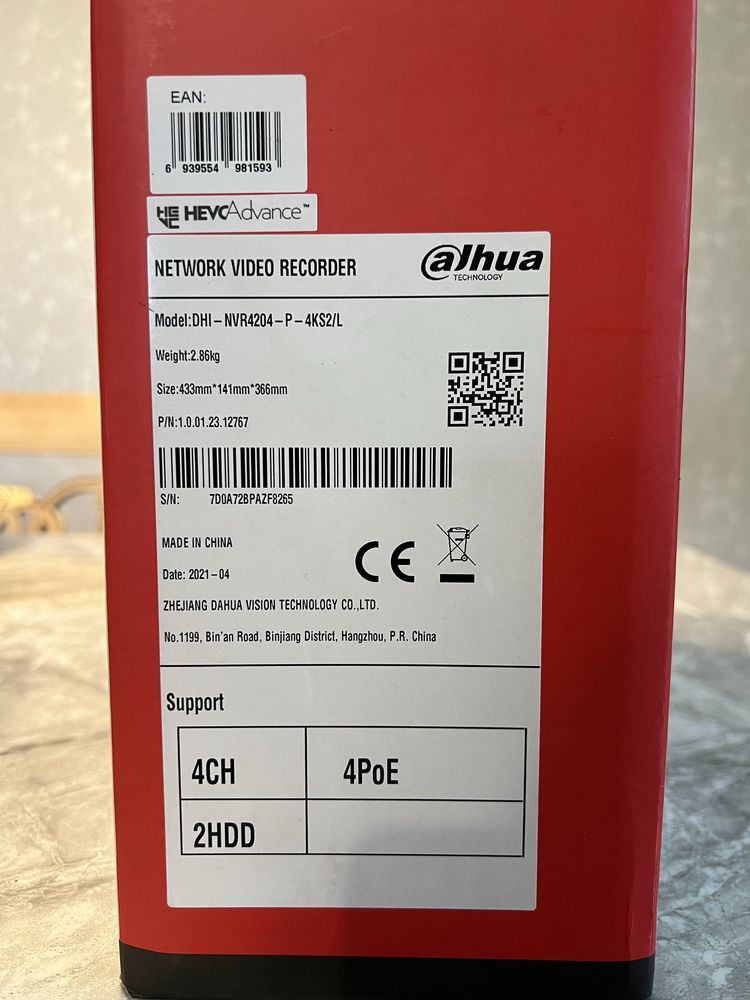 EAN:
6 939554 981593
HEVC HEVCAdvance™
NETWORK VIDEO RECORDER
alhua
TECHNOLOGY
Model:DHI-NVR4204-P-4KS2/L
Weight:2.86kg
Size:433mm*141mm*366mm
P/N:1.0.01.23.12767
S/N: 7D0A72BPAZF8265
MADE IN CHINA
CE
Date: 2021-04
ZHEJIANG DAHUA VISION TECHNOLOGY CO.,LTD.
No.1199, Bin'an Road, Binjiang District, Hangzhou, P.R. China
Support
4CH 4PoE
2HDD